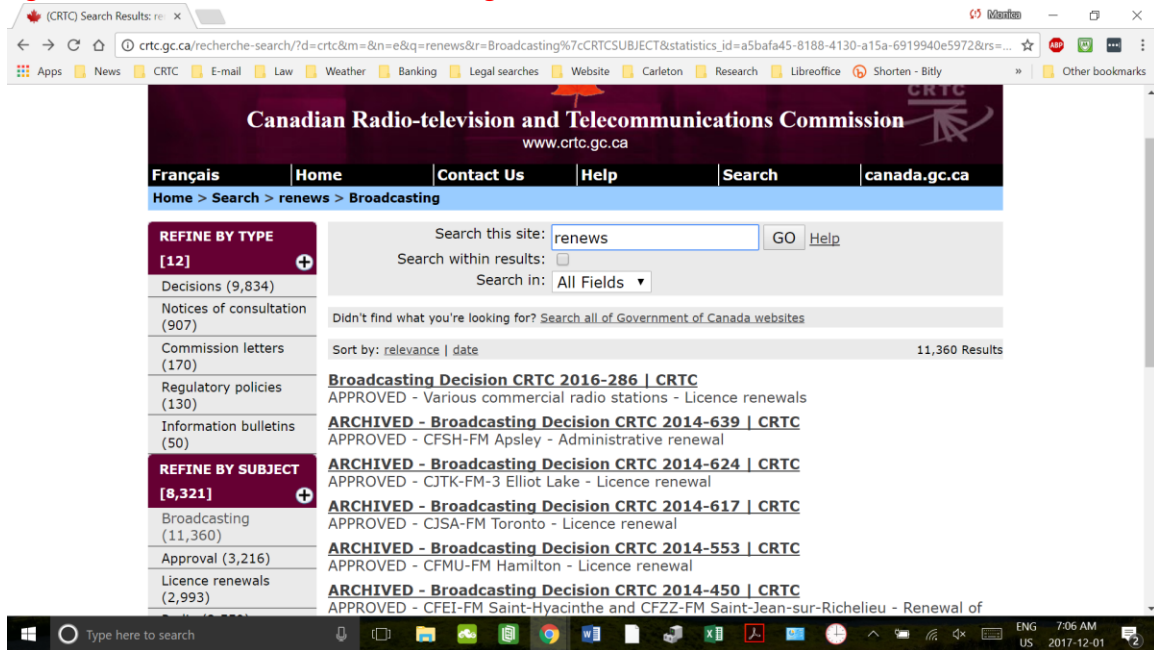 (CRTC) Search Results: re:
crtc.gc.ca/recherche-search/?d=crtc&m=&n=e&q=renews&r=Broadcasting%7cCRTCSUBJECT&statistics_id=a5bafa45-8188-4130-a15a-6919940e5972&rs=...
Apps News CRTC E-mail Law Weather Banking Legal searches Website Carleton Research Libreoffice Shorten - Bitly » Other bookmarks
CRTC
Canadian Radio-television and Telecommunications Commission
www.crtc.gc.ca
Français Home Contact Us Help Search canada.gc.ca
Home > Search > renews > Broadcasting
REFINE BY TYPE
[12]
Decisions (9,834)
Notices of consultation
(907)
Commission letters
(170)
Regulatory policies
(130)
Information bulletins
(50)
REFINE BY SUBJECT
[8,321]
Broadcasting
(11,360)
Approval (3,216)
Licence renewals
(2,993)
Search this site: renews GO Help
Search within results:
Search in: All Fields
Didn't find what you're looking for? Search all of Government of Canada websites
Sort by: relevance | date 11,360 Results
Broadcasting Decision CRTC 2016-286 | CRTC
APPROVED - Various commercial radio stations - Licence renewals
ARCHIVED - Broadcasting Decision CRTC 2014-639 | CRTC
APPROVED - CFSH-FM Apsley - Administrative renewal
ARCHIVED - Broadcasting Decision CRTC 2014-624 | CRTC
APPROVED - CJTK-FM-3 Elliot Lake - Licence renewal
ARCHIVED - Broadcasting Decision CRTC 2014-617 | CRTC
APPROVED - CJSA-FM Toronto - Licence renewal
ARCHIVED - Broadcasting Decision CRTC 2014-553 | CRTC
APPROVED - CFMU-FM Hamilton - Licence renewal
ARCHIVED - Broadcasting Decision CRTC 2014-450 | CRTC
APPROVED - CFEI-FM Saint-Hyacinthe and CFZZ-FM Saint-Jean-sur-Richelieu - Renewal of
Type here to search
ENG 7:06 AM
US 2017-12-01
2